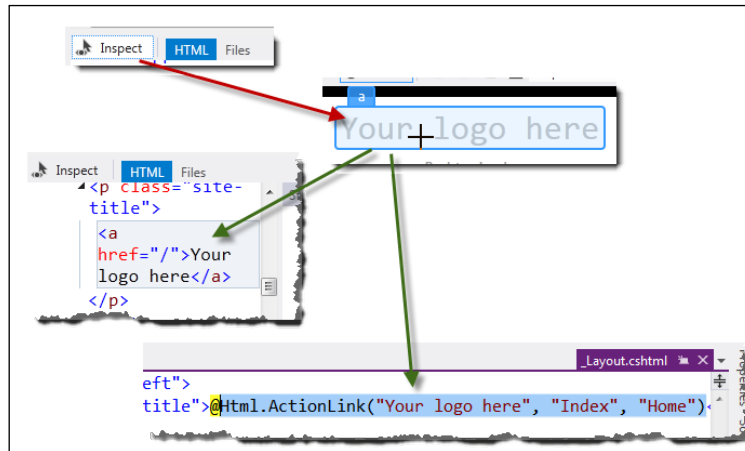 Inspect HTML Files
a
Your logo here
Inspect HTML Files
<p class="site-
title">
<a
href="/">Your
logo here</a>
</p>
_Layout.cshtml
eft">
title">@Html.ActionLink("Your logo here", "Index", "Home")<
Properties